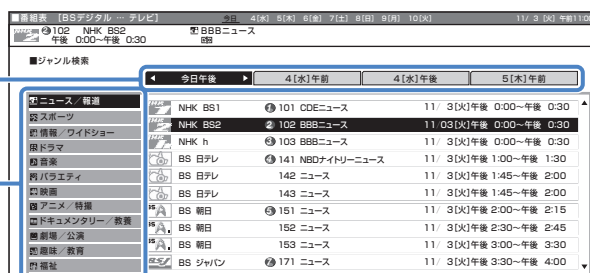 ■番組表 [BSデジタル … テレビ] 今日 4[水] 5[木] 6[金] 7[土] 8[日] 9[月] 10[火] 11/ 3 [火] 午前11:0
② 102 NHK BS2 BBBニュース
午後 0:00~午後 0:30
■ジャンル検索
◀ 今日午後 ▶ 4[水]午前 4[水]午後 5[木]午前
ニュース/報道
スポーツ
情報/ワイドショー
ドラマ
音楽
バラエティ
映画
アニメ/特撮
ドキュメンタリー/教養
劇場/公演
趣味/教育
福祉
NHK BS1 ① 101 CDEニュース 11/ 3[火]午後 0:00~午後 0:30
NHK BS2 ② 102 BBBニュース 11/03[火]午後 0:00~午後 0:30
NHK h ③ 103 BBBニュース 11/ 3[火]午後 0:00~午後 0:30
BS 日テレ ④ 141 NBDナイトリーニュース 11/ 3[火]午後 1:00~午後 1:30
BS 日テレ 142 ニュース 11/ 3[火]午後 1:45~午後 2:00
BS 日テレ 143 ニュース 11/ 3[火]午後 1:45~午後 2:00
BS 朝日 ⑤ 151 ニュース 11/ 3[火]午後 2:00~午後 2:15
BS 朝日 152 ニュース 11/ 3[火]午後 2:30~午後 2:45
BS 朝日 153 ニュース 11/ 3[火]午後 3:00~午後 3:30
BS ジャパン ⑦ 171 ニュース 11/ 3[火]午後 3:30~午後 4:00